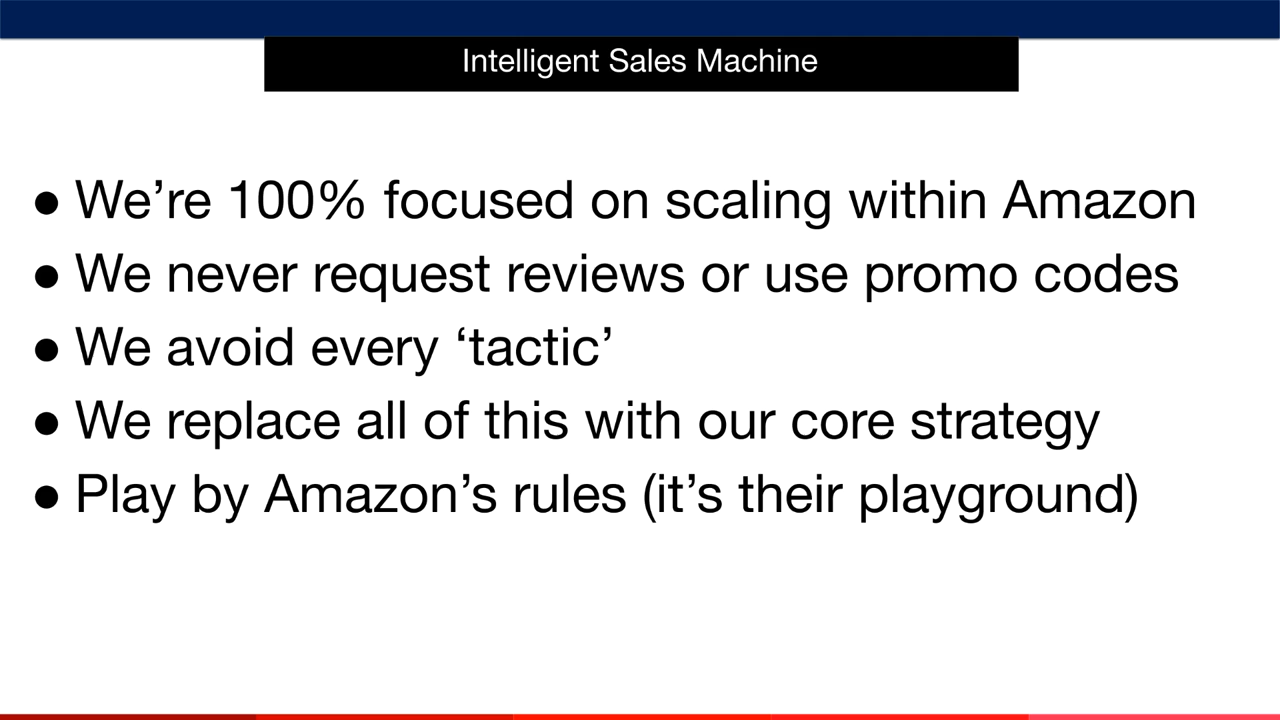 Intelligent Sales Machine
● We’re 100% focused on scaling within Amazon
● We never request reviews or use promo codes
● We avoid every ‘tactic’
● We replace all of this with our core strategy
● Play by Amazon’s rules (it’s their playground)